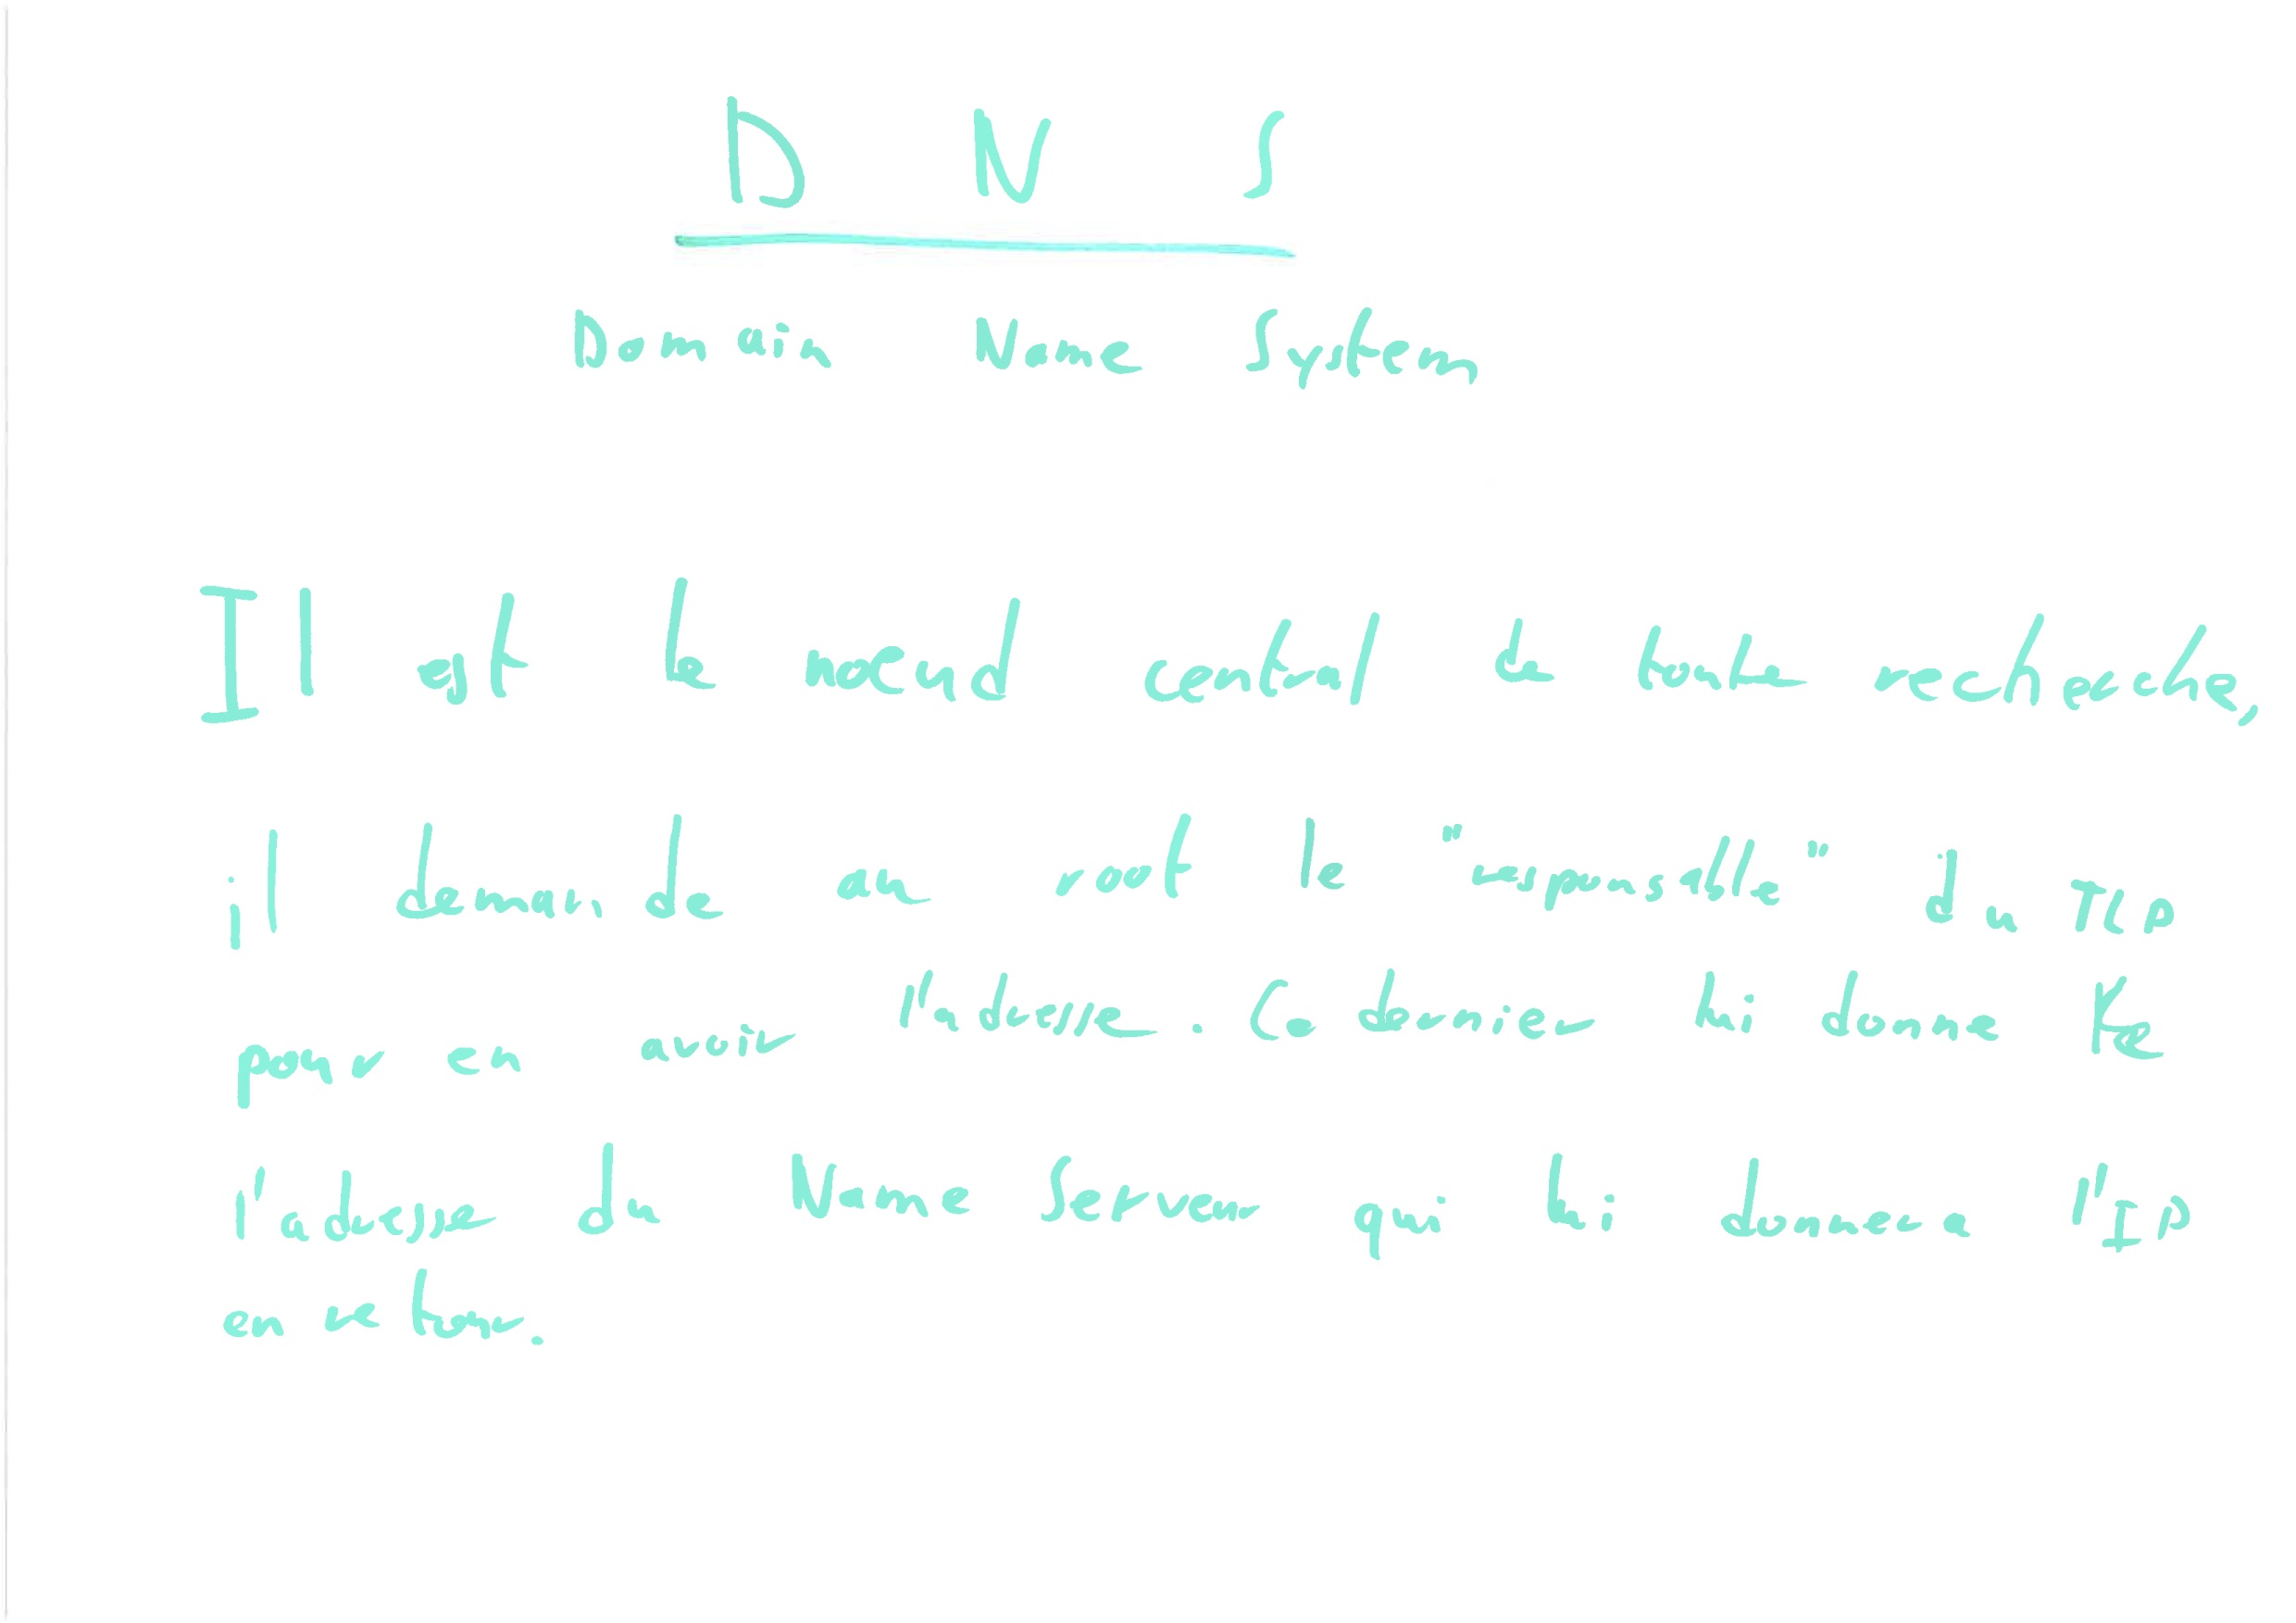 D N S
Domain Name System
Il est le noeud central de toute recherche,
il demande au root le "responsable" du TLD
pour en avoir l'adresse. Ce dernier lui donne
l'adresse du Name Server qui lui donnera l'IP
en retour.